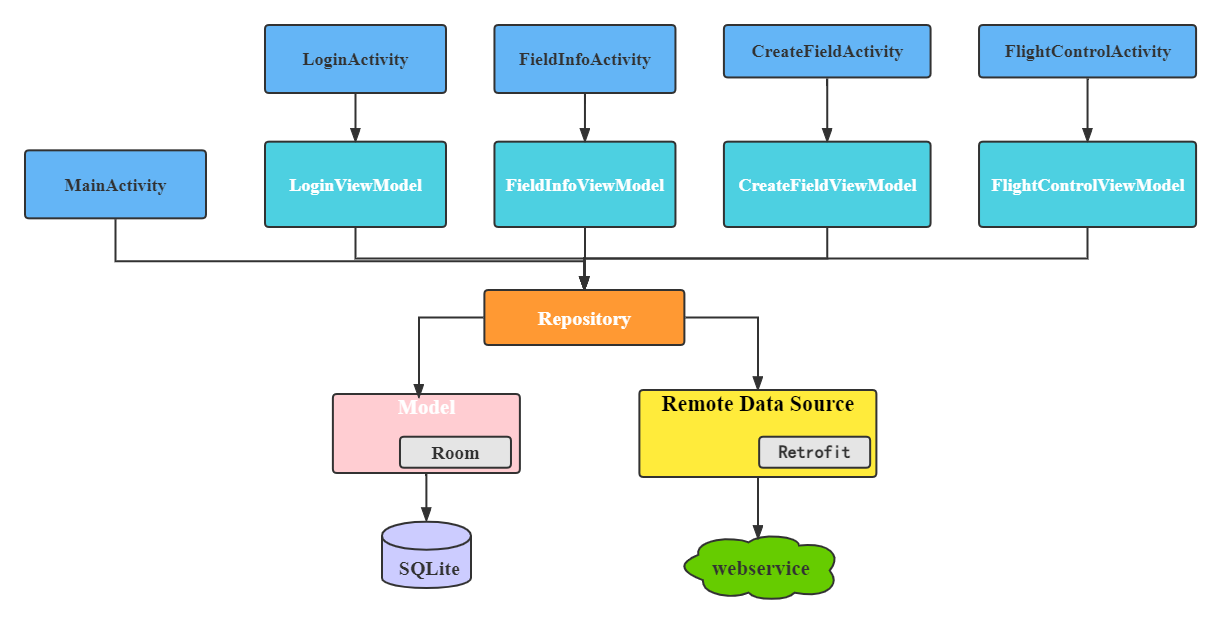 LoginActivity
FieldInfoActivity
CreateFieldActivity
FlightControlActivity
MainActivity
LoginViewModel
FieldInfoViewModel
CreateFieldViewModel
FlightControlViewModel
Repository
Model
Room
Remote Data Source
Retrofit
SQLite
webservice